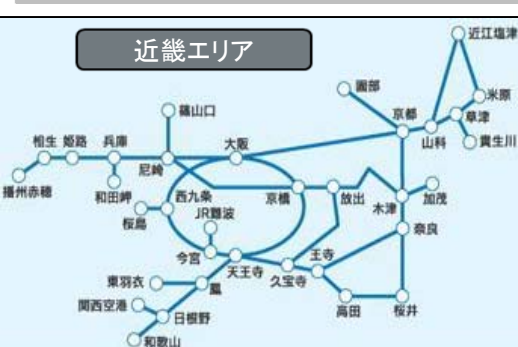 近畿エリア
近江塩津
園部
米原
京都
草津
山科
貴生川
篠山口
相生
姫路
兵庫
大阪
尼崎
播州赤穂
和田岬
西九条
京橋
放出
木津
加茂
桜島
JR難波
奈良
今宮
王寺
天王寺
久宝寺
東羽衣
鳳
関西空港
高田
桜井
日根野
和歌山